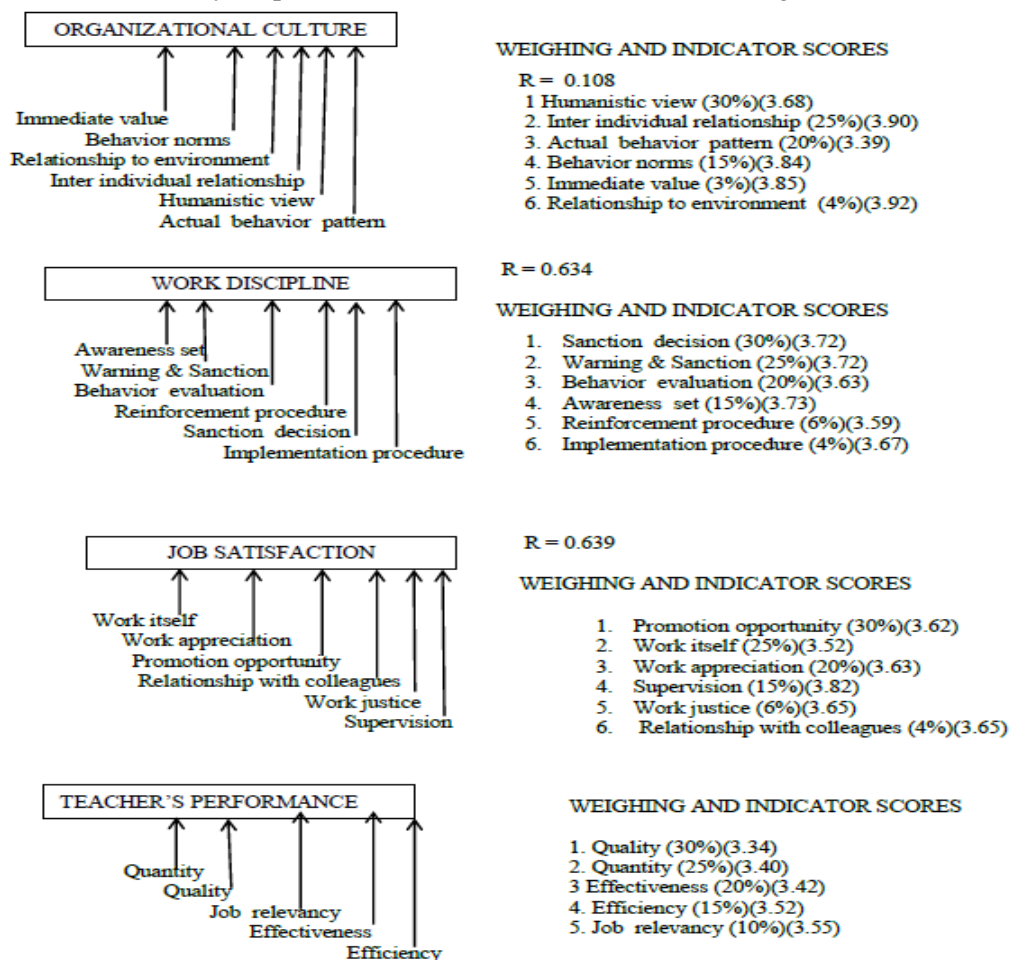 ORGANIZATIONAL CULTURE
Immediate value
Behavior norms
Relationship to environment
Inter individual relationship
Humanistic view
Actual behavior pattern
WEIGHING AND INDICATOR SCORES
R = 0.108
1 Humanistic view (30%)(3.68)
2. Inter individual relationship (25%)(3.90)
3. Actual behavior pattern (20%)(3.39)
4. Behavior norms (15%)(3.84)
5. Immediate value (3%)(3.85)
6. Relationship to environment (4%)(3.92)
WORK DISCIPLINE
Awareness set
Warning & Sanction
Behavior evaluation
Reinforcement procedure
Sanction decision
Implementation procedure
R = 0.634
WEIGHING AND INDICATOR SCORES
1. Sanction decision (30%)(3.72)
2. Warning & Sanction (25%)(3.72)
3. Behavior evaluation (20%)(3.63)
4. Awareness set (15%)(3.73)
5. Reinforcement procedure (6%)(3.59)
6. Implementation procedure (4%)(3.67)
JOB SATISFACTION
Work itself
Work appreciation
Promotion opportunity
Relationship with colleagues
Work justice
Supervision
R = 0.639
WEIGHING AND INDICATOR SCORES
1. Promotion opportunity (30%)(3.62)
2. Work itself (25%)(3.52)
3. Work appreciation (20%)(3.63)
4. Supervision (15%)(3.82)
5. Work justice (6%)(3.65)
6. Relationship with colleagues (4%)(3.65)
TEACHER'S PERFORMANCE
Quantity
Quality
Job relevancy
Effectiveness
Efficiency
WEIGHING AND INDICATOR SCORES
1. Quality (30%)(3.34)
2. Quantity (25%)(3.40)
3 Effectiveness (20%)(3.42)
4. Efficiency (15%)(3.52)
5. Job relevancy (10%)(3.55)